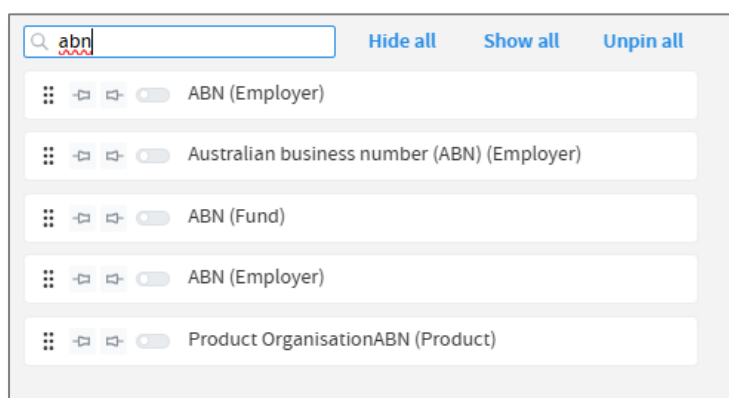 abn Hide all Show all Unpin all
ABN (Employer)
Australian business number (ABN) (Employer)
ABN (Fund)
ABN (Employer)
Product OrganisationABN (Product)